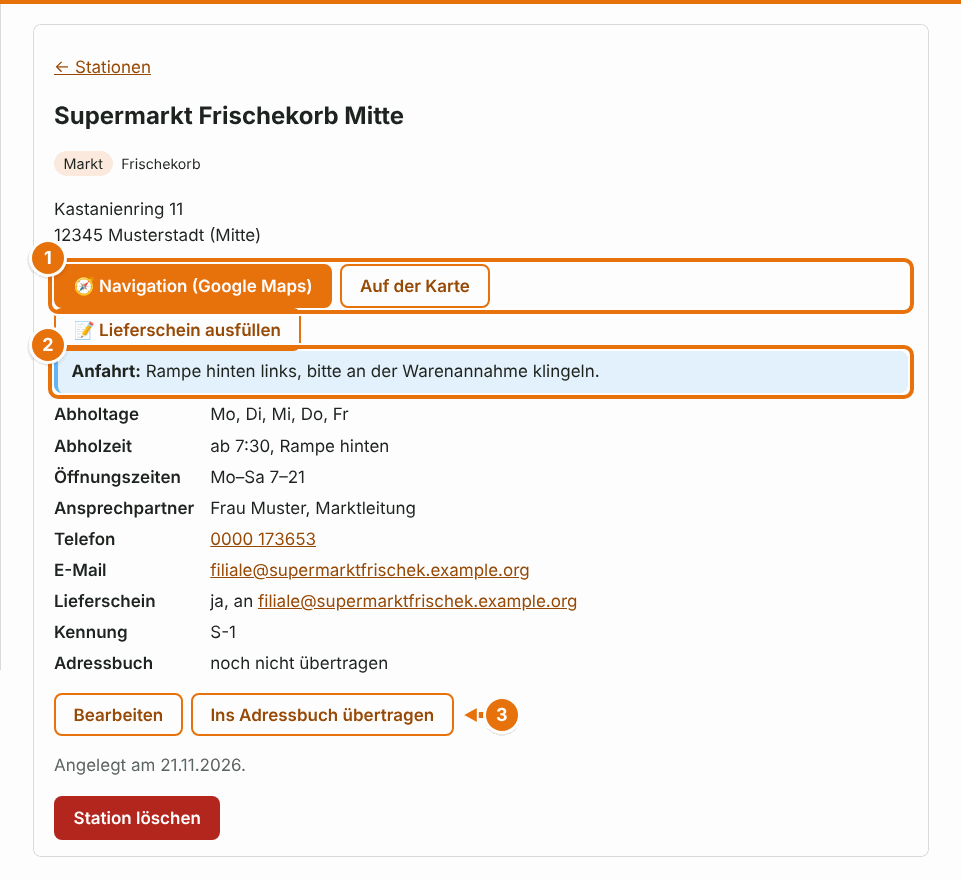 ← Stationen
Supermarkt Frischekorb Mitte
Markt Frischekorb
Kastanienring 11
12345 Musterstadt (Mitte)
1
Navigation (Google Maps) Auf der Karte
Lieferschein ausfüllen
2
Anfahrt: Rampe hinten links, bitte an der Warenannahme klingeln.
Abholtage Mo, Di, Mi, Do, Fr
Abholzeit ab 7:30, Rampe hinten
Öffnungszeiten Mo–Sa 7–21
Ansprechpartner Frau Muster, Marktleitung
Telefon 0000 173653
E-Mail filiale@supermarktfrischek.example.org
Lieferschein ja, an filiale@supermarktfrischek.example.org
Kennung S-1
Adressbuch noch nicht übertragen
Bearbeiten Ins Adressbuch übertragen 3
Angelegt am 21.11.2026.
Station löschen